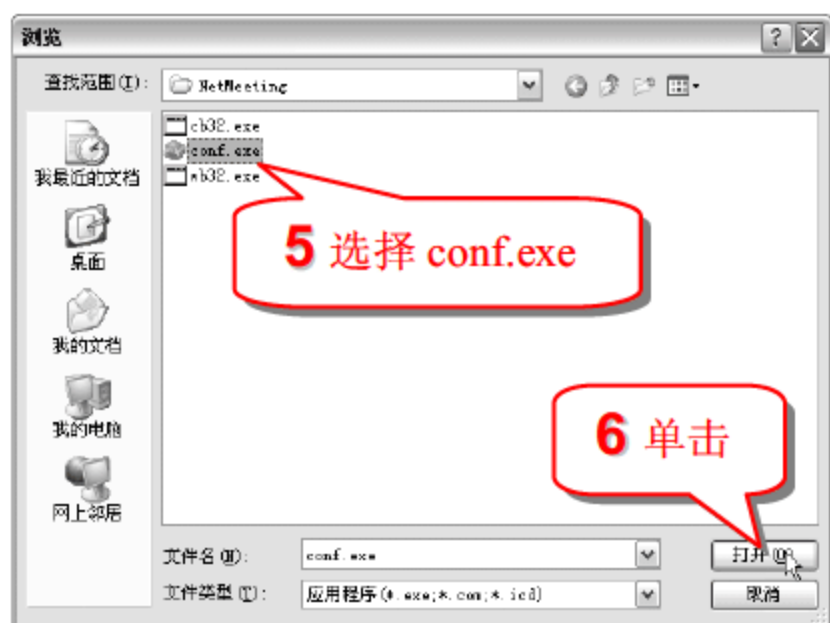 浏览
查找范围(I):
NetMeeting
我最近的文档
桌面
我的文档
我的电脑
网上邻居
cb32.exe
conf.exe
wb32.exe
5 选择 conf.exe
6 单击
文件名(N):
conf.exe
打开(O)
文件类型(T):
应用程序(*.exe;*.com;*.icd)
取消